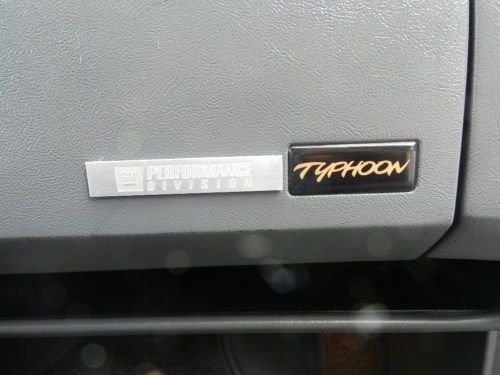 GM
PERFORMANCE
DIVISION
TYPHOON